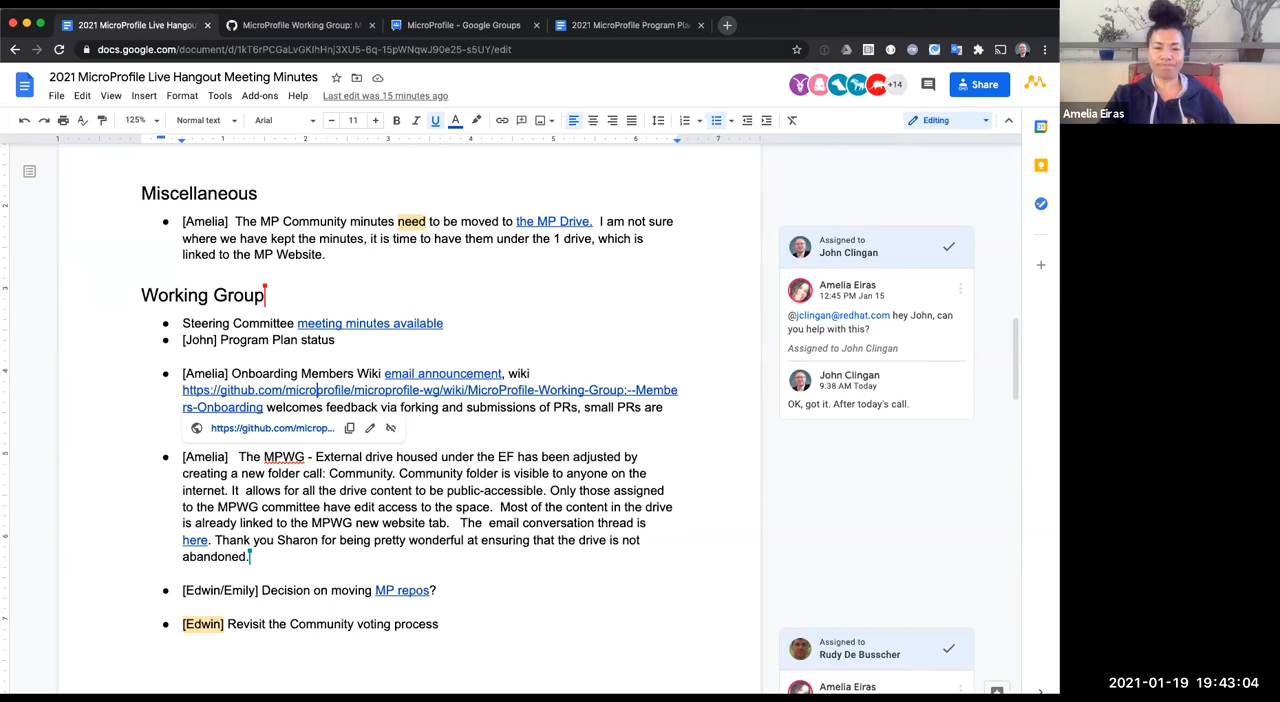 2021 MicroProfile Live Hangout
MicroProfile Working Group: M
MicroProfile - Google Groups
2021 MicroProfile Program Pla
docs.google.com/document/d/1kT6rPCGaLvGKIhHnj3XU5-6q-15pWNqwJ90e25-s5UY/edit
2021 MicroProfile Live Hangout Meeting Minutes
+14
Share
File Edit View Insert Format Tools Add-ons Help Last edit was 15 minutes ago
125% Normal text Arial 11 Editing
1 1 2 3 4 5 6 7
Miscellaneous
[Amelia] The MP Community minutes need to be moved to the MP Drive. I am not sure
where we have kept the minutes, it is time to have them under the 1 drive, which is
linked to the MP Website.
Working Group
Steering Committee meeting minutes available
[John] Program Plan status
[Amelia] Onboarding Members Wiki email announcement, wiki
https://github.com/microprofile/microprofile-wg/wiki/MicroProfile-Working-Group:--Membe
rs-Onboarding welcomes feedback via forking and submissions of PRs, small PRs are
https://github.com/microp...
[Amelia] The MPWG - External drive housed under the EF has been adjusted by
creating a new folder call: Community. Community folder is visible to anyone on the
internet. It allows for all the drive content to be public-accessible. Only those assigned
to the MPWG committee have edit access to the space. Most of the content in the drive
is already linked to the MPWG new website tab. The email conversation thread is
here. Thank you Sharon for being pretty wonderful at ensuring that the drive is not
abandoned.
[Edwin/Emily] Decision on moving MP repos?
[Edwin] Revisit the Community voting process
Assigned to
John Clingan
Amelia Eiras
12:45 PM Jan 15
@jclingan@redhat.com hey John, can
you help with this?
Assigned to John Clingan
John Clingan
9:38 AM Today
OK, got it. After today's call.
Assigned to
Rudy De Busscher
Amelia Eiras
Amelia Eiras
2021-01-19 19:43:04